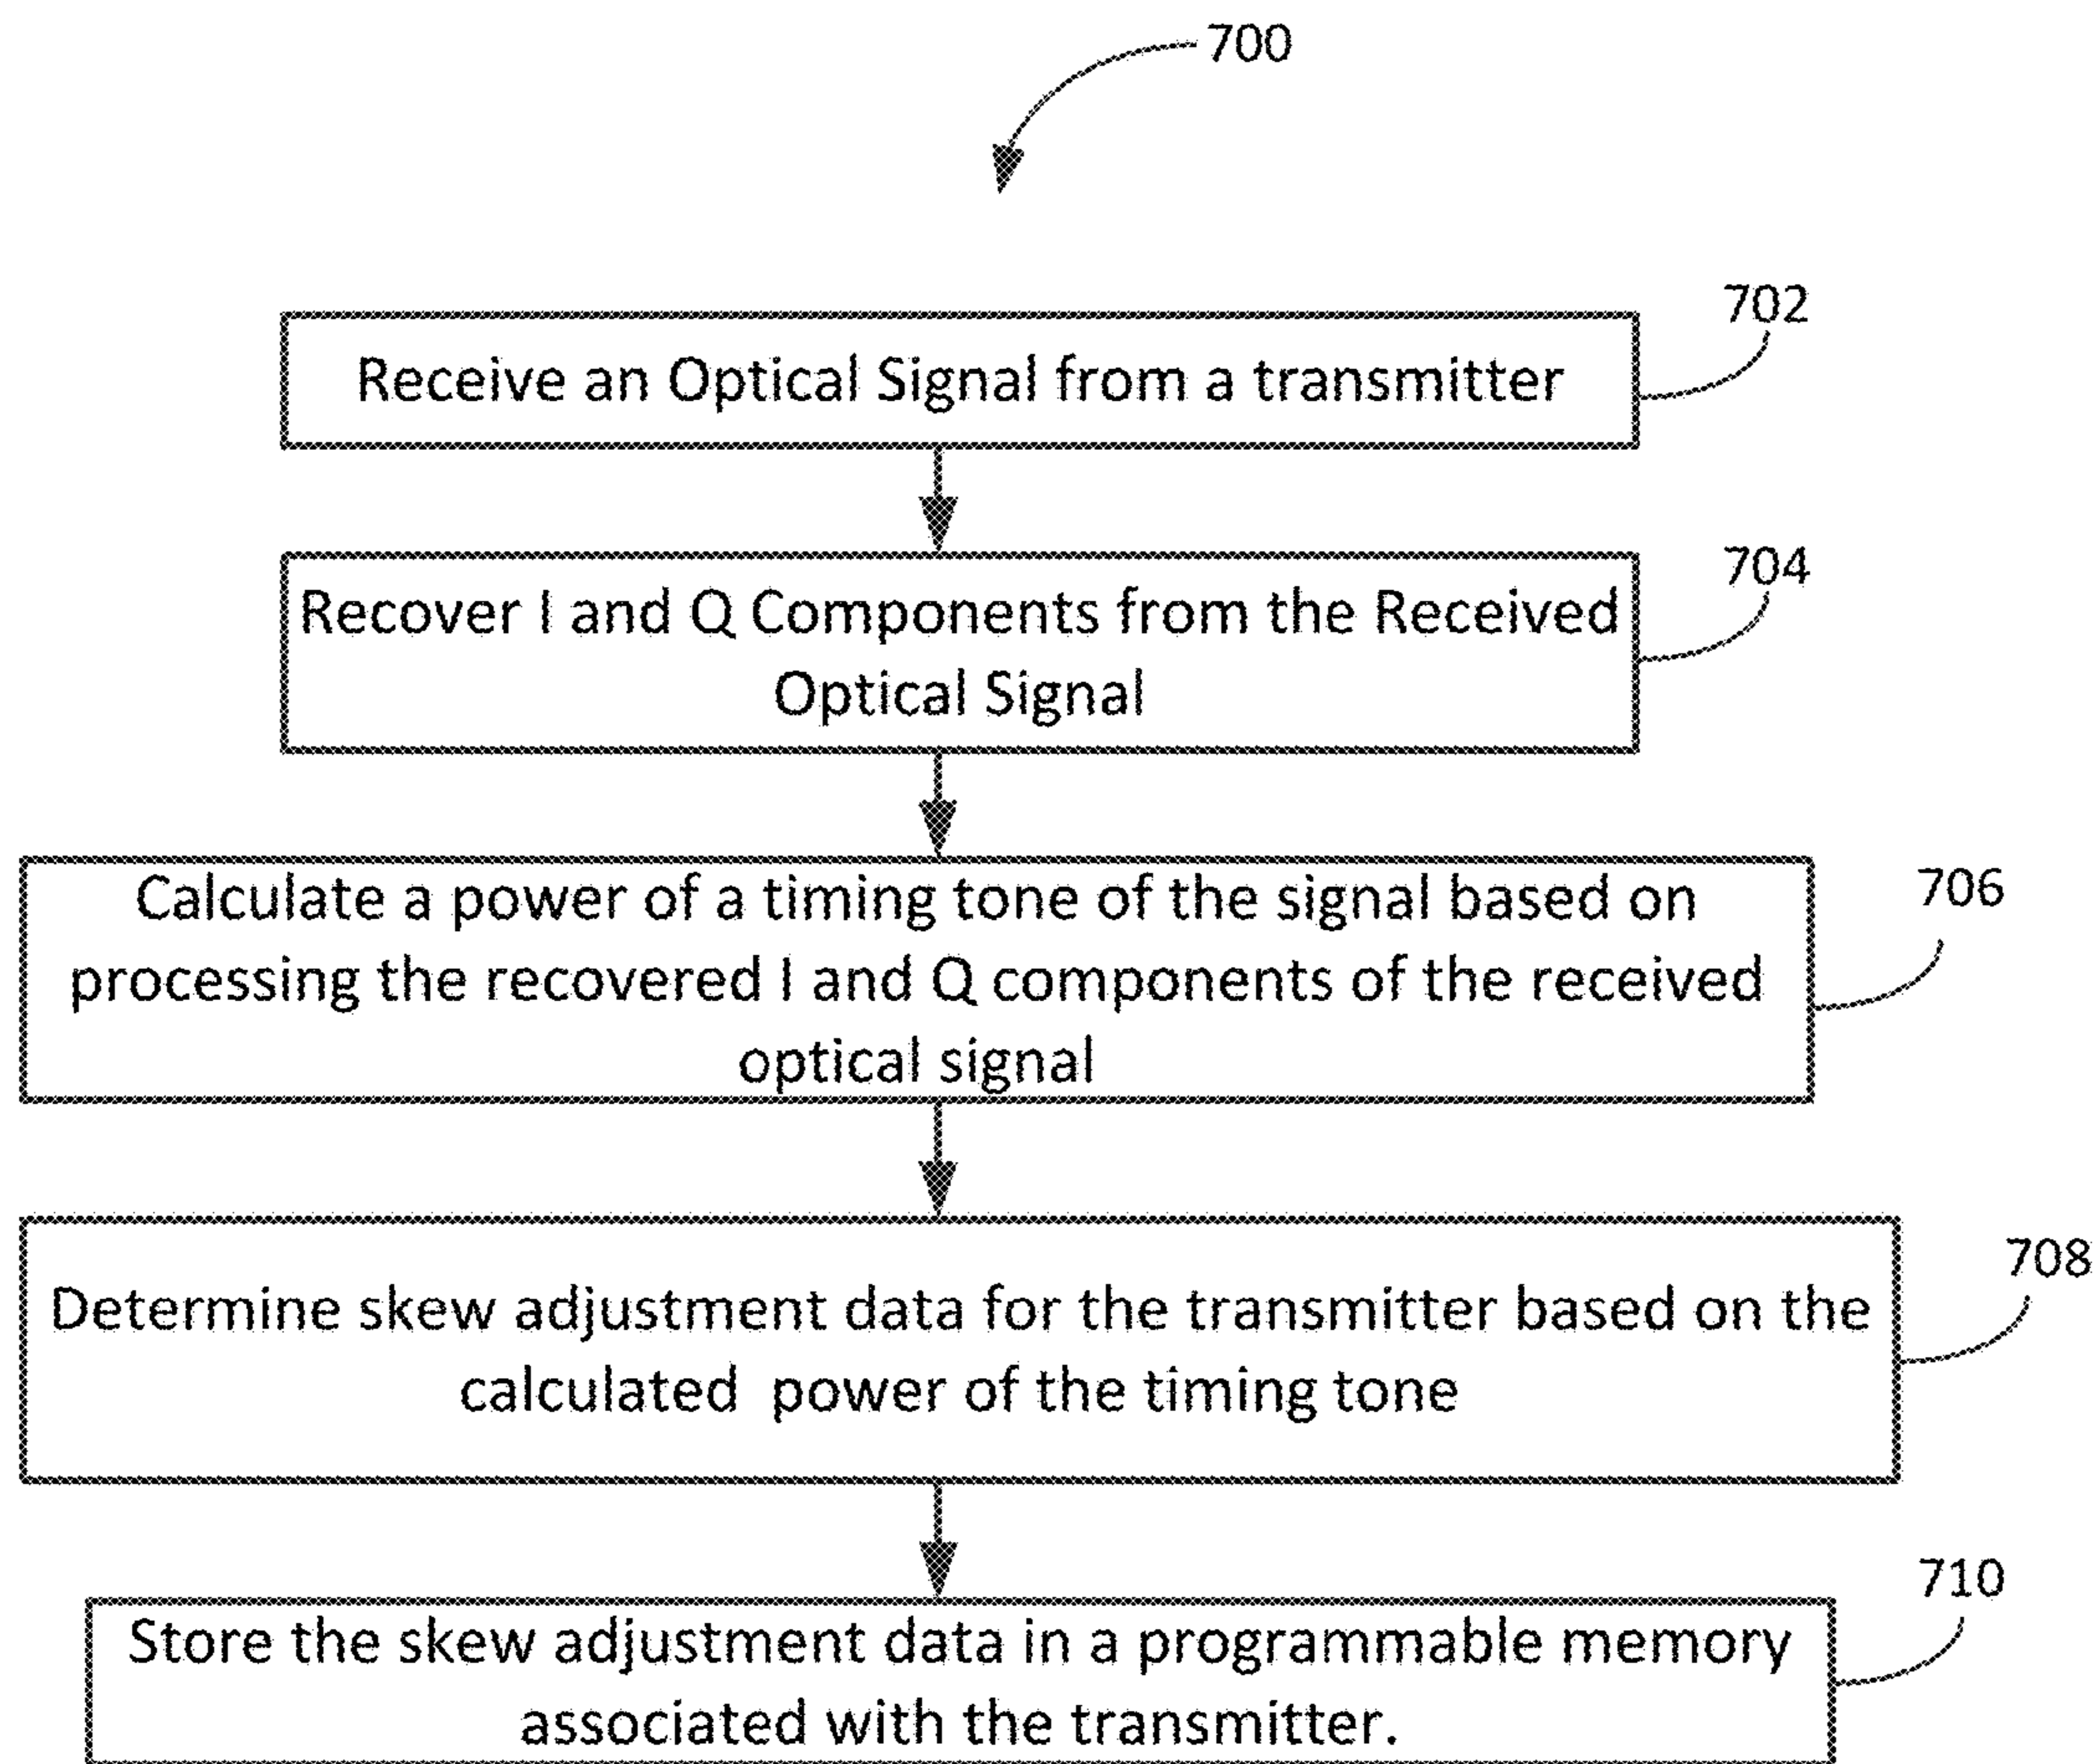 700
702
Receive an Optical Signal from a transmitter
704
Recover I and Q Components from the Received
Optical Signal
706
Calculate a power of a timing tone of the signal based on
processing the recovered I and Q components of the received
optical signal
708
Determine skew adjustment data for the transmitter based on the
calculated power of the timing tone
710
Store the skew adjustment data in a programmable memory
associated with the transmitter.